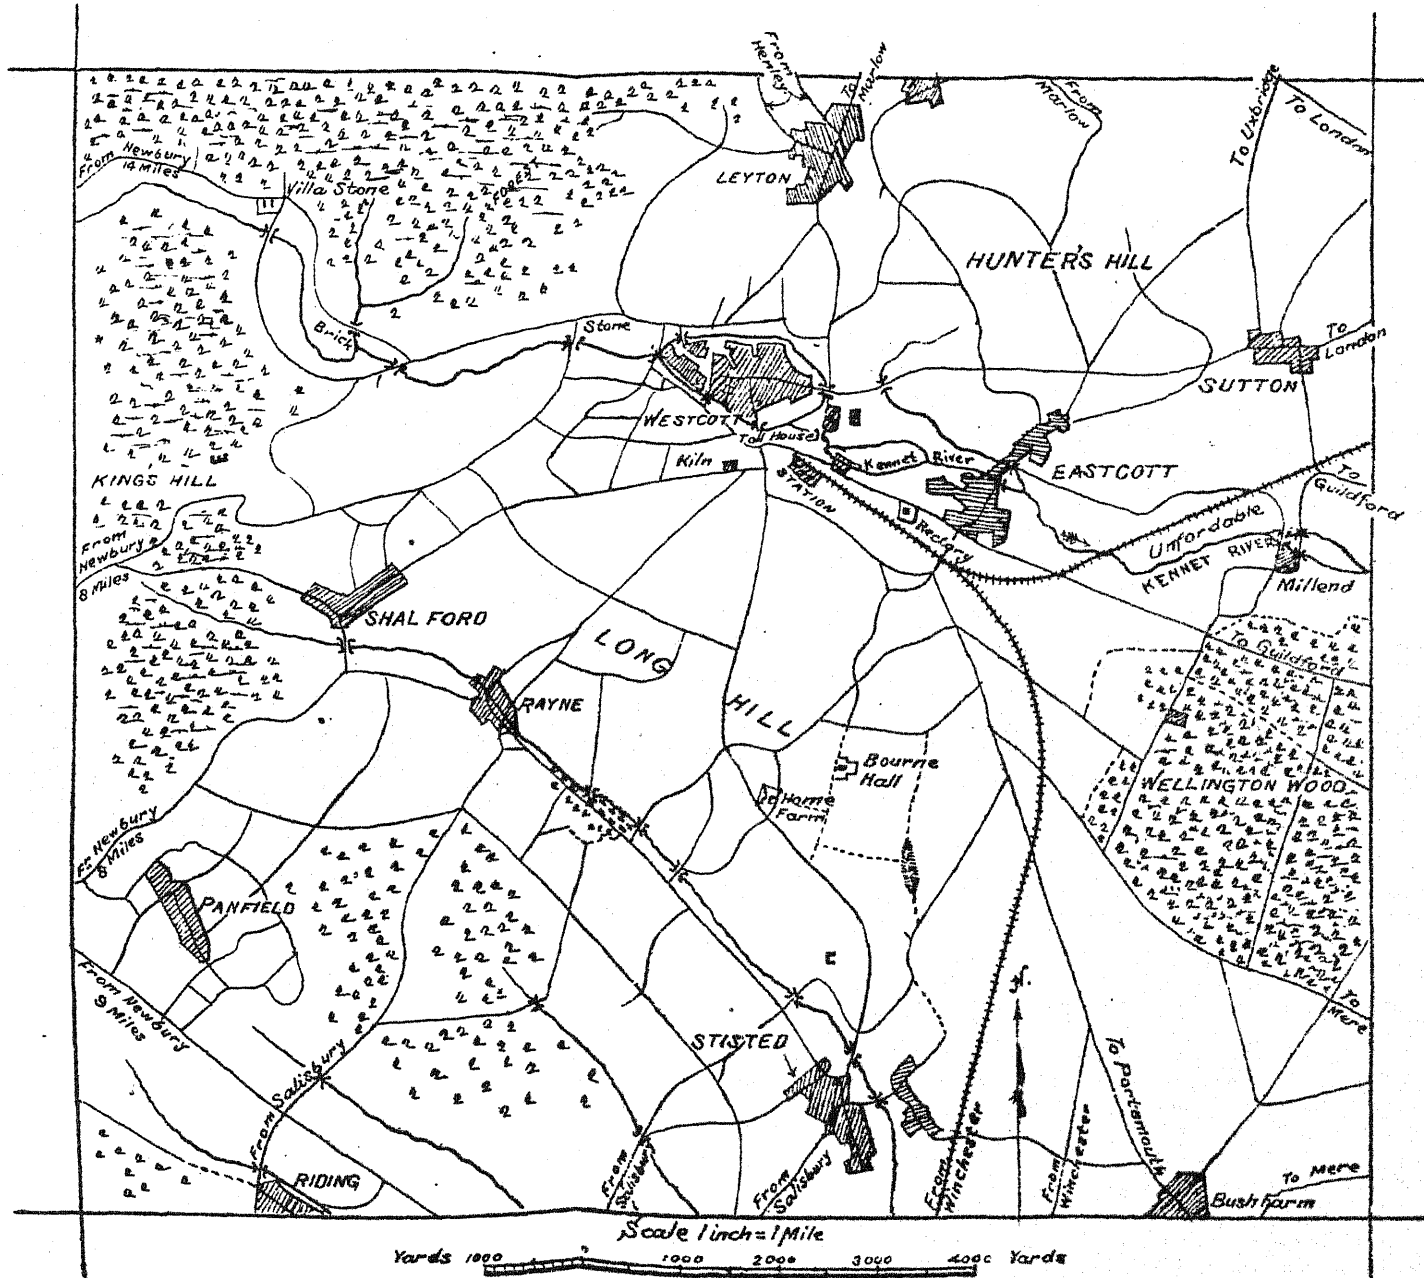 From Henley
To Marlow
From Marlow
To Uxbridge
To London
From Newbury
14 Miles
Villa Stone
LEYTON
HUNTER'S HILL
Brick
Stone
To London
SUTTON
WESTCOTT
Toll House
Kennet River
Kiln
STATION
EASTCOTT
KINGS HILL
To Guildford
Rectory
Unfordable
KENNET RIVER
Millend
From Newbury
8 Miles
SHALFORD
LONG
HILL
To Guildford
RAYNE
Bourne
Hall
Home
Farm
WELLINGTON WOOD
Fr. Newbury
8 Miles
PANFIELD
From Newbury
9 Miles
N.
To Mere
STISTED
To Portsmouth
From Salisbury
RIDING
From Salisbury
From Salisbury
From Winchester
From Winchester
To Mere
Bush Farm
Scale 1 inch = 1 Mile
Yards 1000 0 1000 2000 3000 4000 Yards